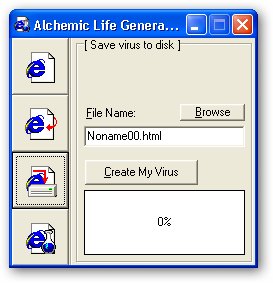 Alchemic Life Genera...
[ Save virus to disk ]
File Name:
Browse
Noname00.html
Create My Virus
0%